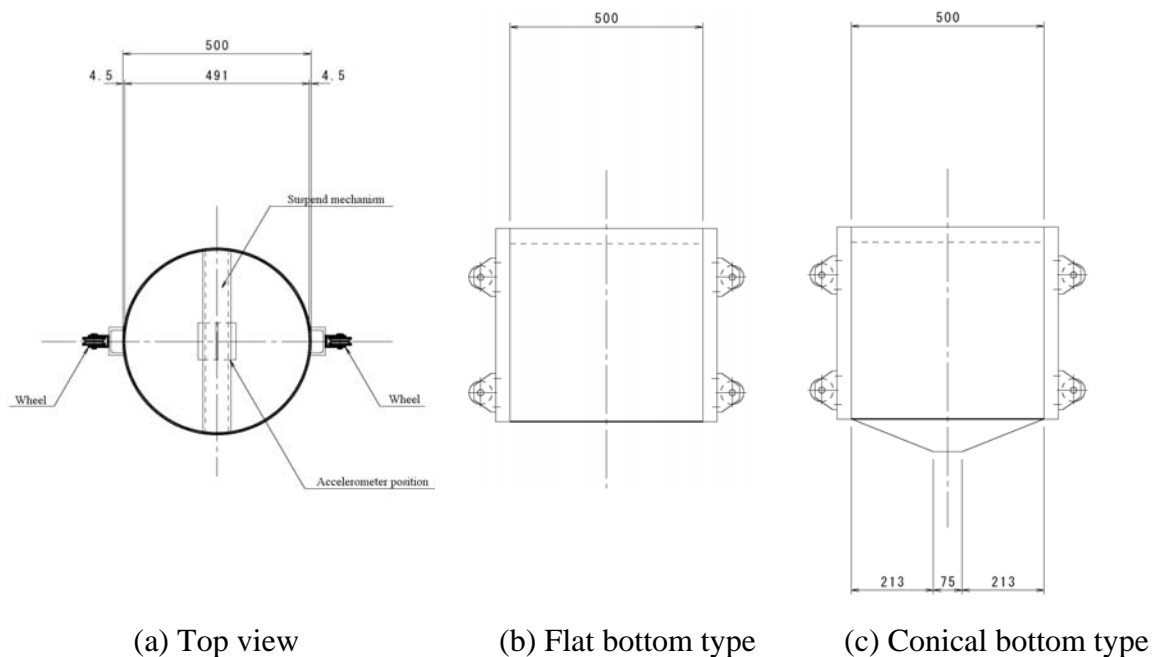 500
4.5 491 4.5
Suspend mechanism
Wheel
Wheel
Accelerometer position
(a) Top view
500
(b) Flat bottom type
500
213 75 213
(c) Conical bottom type